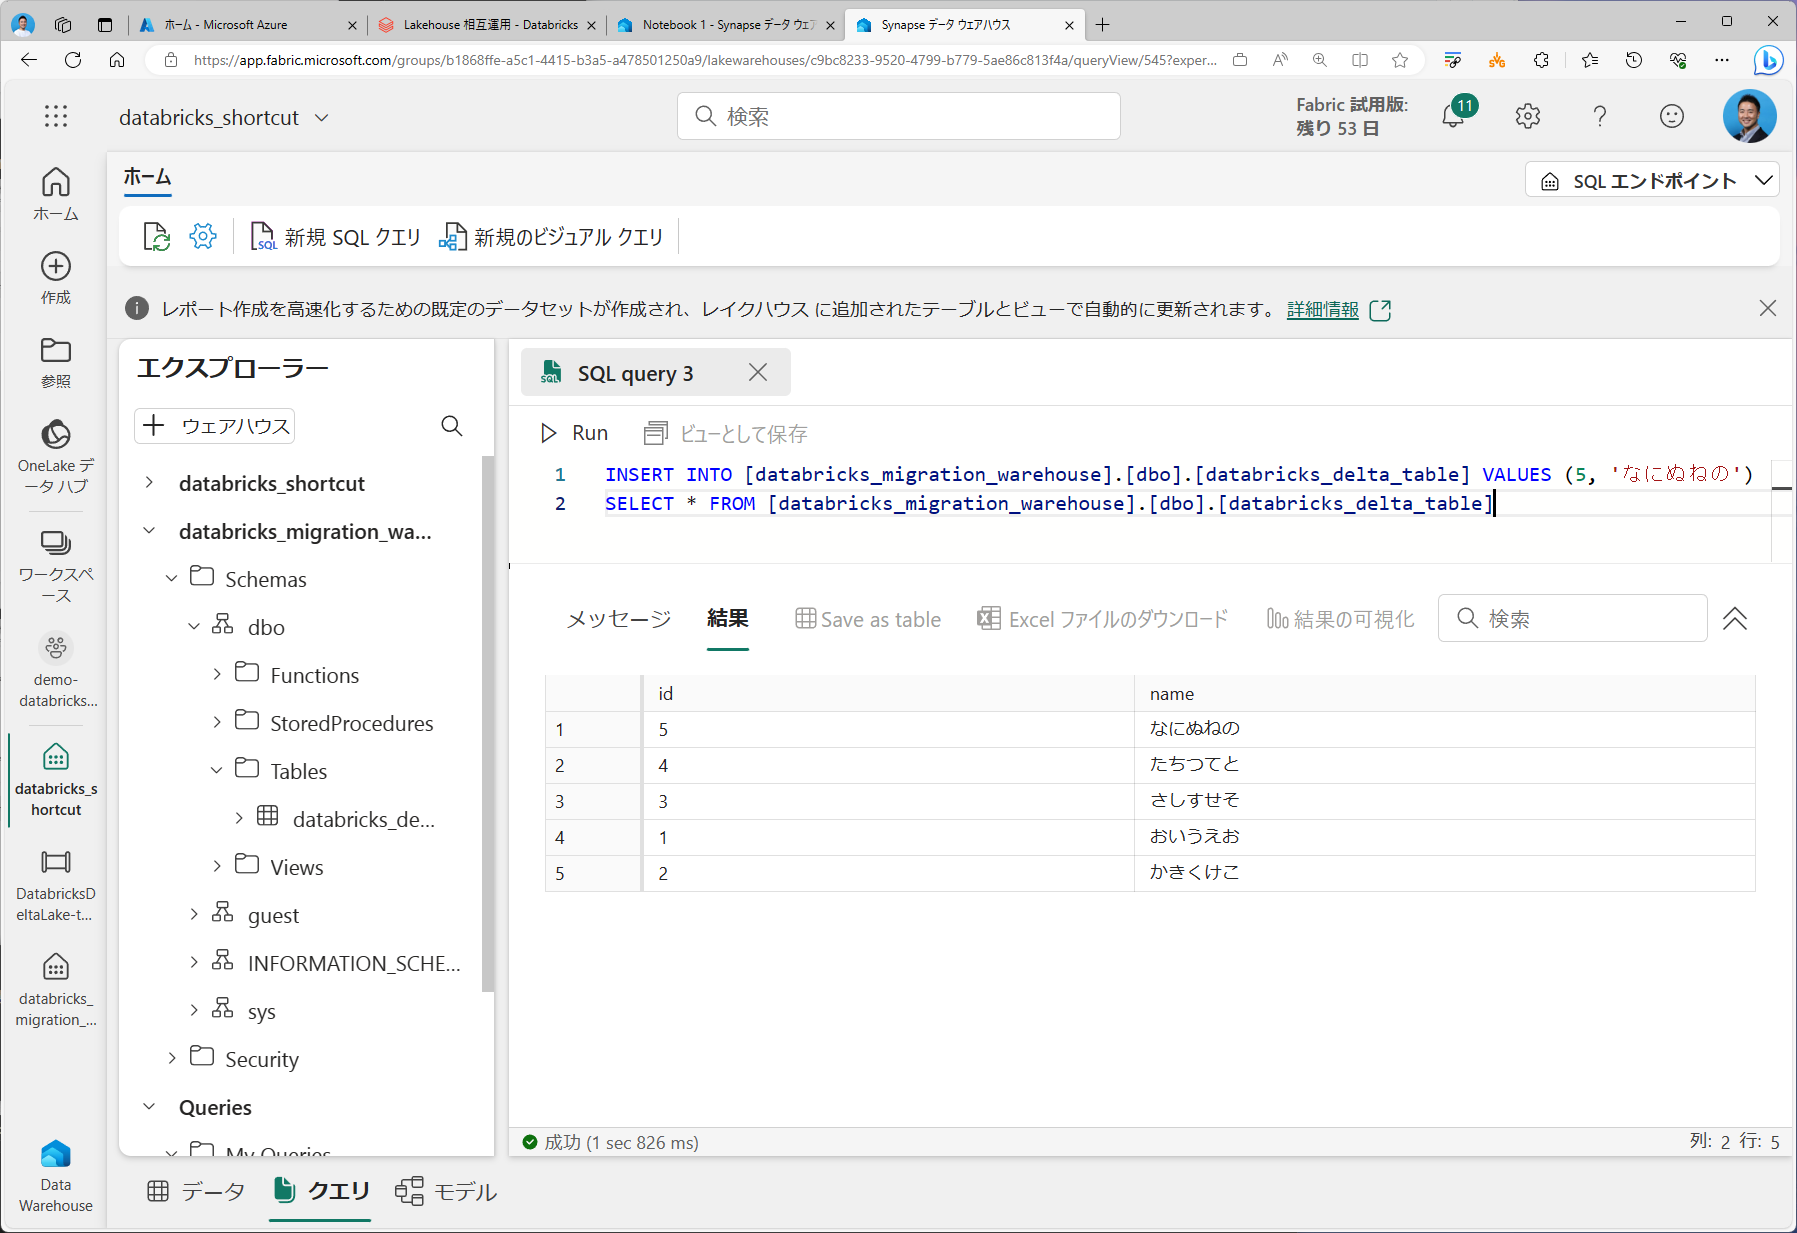 ホーム - Microsoft Azure
Lakehouse 相互運用 - Databricks
Notebook 1 - Synapse データ ウェア
Synapse データ ウェアハウス
https://app.fabric.microsoft.com/groups/b1868ffe-a5c1-4415-b3a5-a478501250a9/lakewarehouses/c9bc8233-9520-4799-b779-5ae86c813f4a/queryView/545?exper...
databricks_shortcut
検索
Fabric 試用版:
残り 53 日
11
ホーム
SQL エンドポイント
新規 SQL クエリ
新規のビジュアル クエリ
レポート作成を高速化するための既定のデータセットが作成され、レイクハウス に追加されたテーブルとビューで自動的に更新されます。 詳細情報
ホーム
作成
参照
OneLake デ
ータ ハブ
ワークスペ
ース
demo-
databricks...
databricks_s
hortcut
DatabricksD
eltaLake-t...
databricks_
migration_...
Data
Warehouse
エクスプローラー
ウェアハウス
databricks_shortcut
databricks_migration_wa...
Schemas
dbo
Functions
StoredProcedures
Tables
databricks_de...
Views
guest
INFORMATION_SCHE...
sys
Security
Queries
My Queries
SQL query 3
Run
ビューとして保存
1 INSERT INTO [databricks_migration_warehouse].[dbo].[databricks_delta_table] VALUES (5, 'なにぬねの')
2 SELECT * FROM [databricks_migration_warehouse].[dbo].[databricks_delta_table]
メッセージ
結果
Save as table
Excel ファイルのダウンロード
結果の可視化
検索
id name
1 5 なにぬねの
2 4 たちつてと
3 3 さしすせそ
4 1 おいうえお
5 2 かきくけこ
成功 (1 sec 826 ms)
列: 2 行: 5
データ
クエリ
モデル